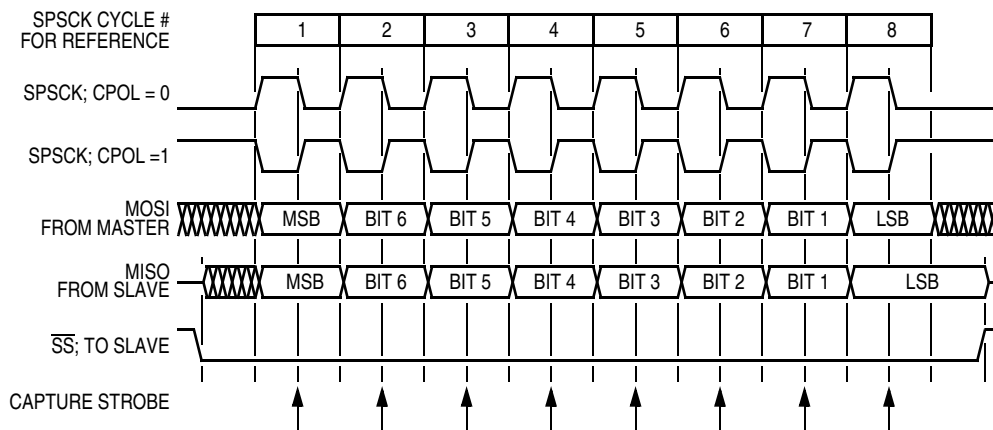 SPSCK CYCLE #
FOR REFERENCE
1 2 3 4 5 6 7 8
SPSCK; CPOL = 0
SPSCK; CPOL =1
MOSI
FROM MASTER
MSB BIT 6 BIT 5 BIT 4 BIT 3 BIT 2 BIT 1 LSB
MISO
FROM SLAVE
MSB BIT 6 BIT 5 BIT 4 BIT 3 BIT 2 BIT 1 LSB
SS; TO SLAVE
CAPTURE STROBE